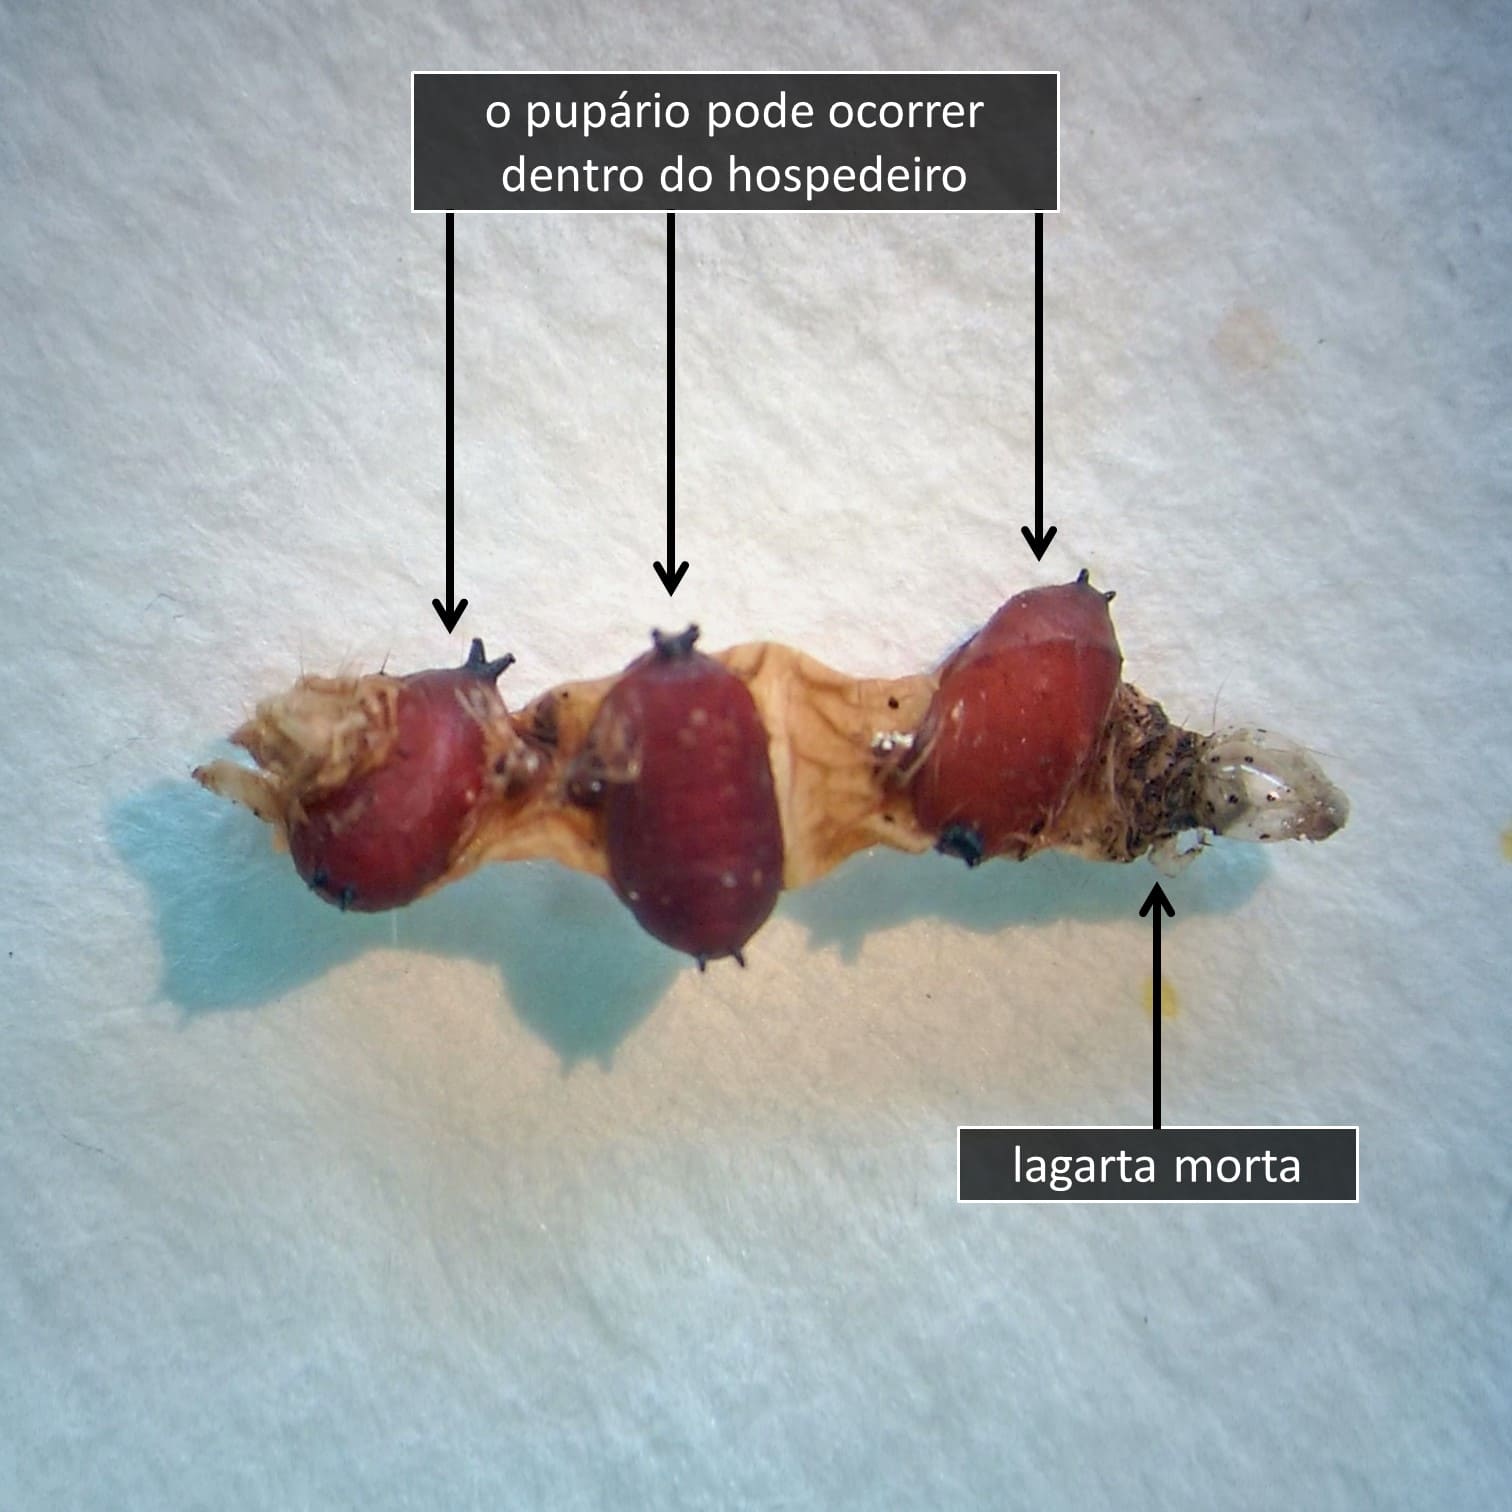 o pupário pode ocorrer
dentro do hospedeiro
lagarta morta